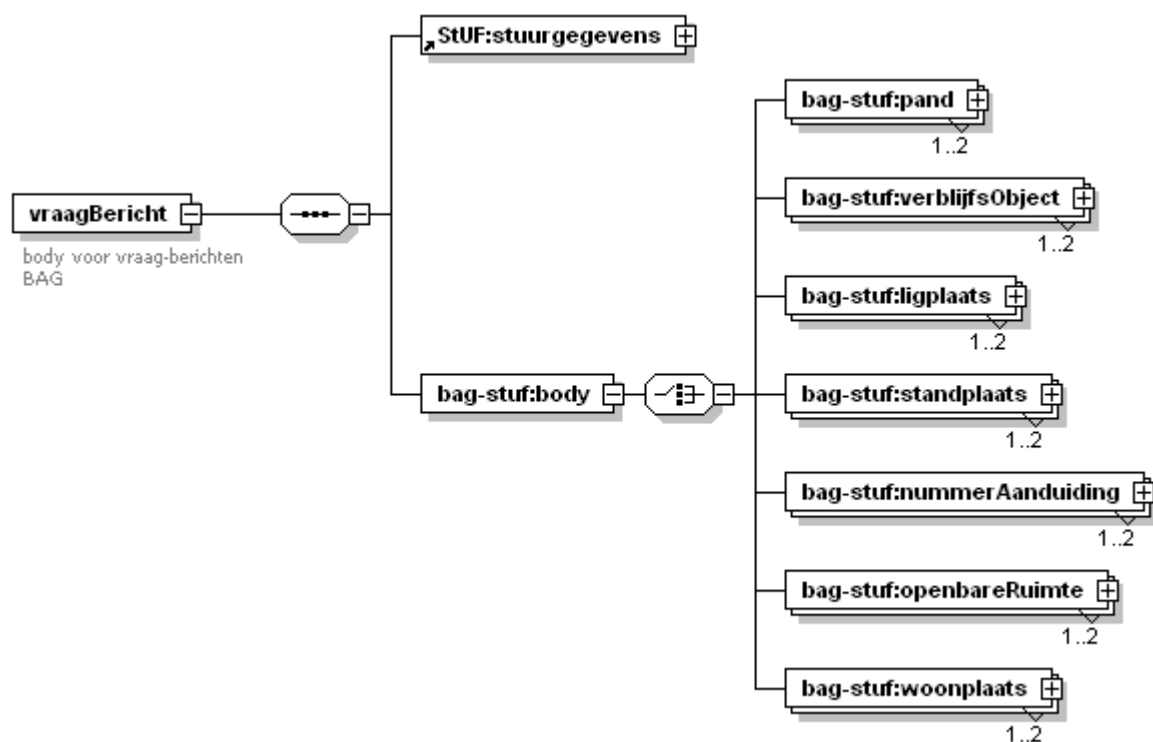 StUF:stuurgegevens
bag-stuf:pand
1..2
bag-stuf:verblijfsObject
1..2
vraagBericht
body voor vraag-berichten
BAG
bag-stuf:ligplaats
1..2
bag-stuf:body
bag-stuf:standplaats
1..2
bag-stuf:nummerAanduiding
1..2
bag-stuf:openbareRuimte
1..2
bag-stuf:woonplaats
1..2